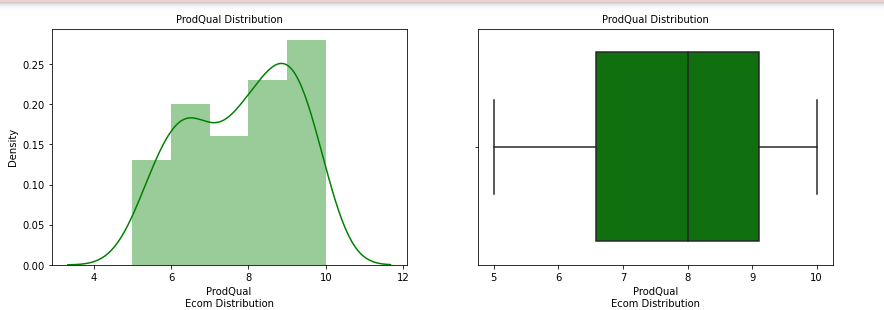 ProdQual Distribution
Density
0.25
0.20
0.15
0.10
0.05
0.00
4 6 8 10 12
ProdQual
Ecom Distribution
ProdQual Distribution
5 6 7 8 9 10
ProdQual
Ecom Distribution